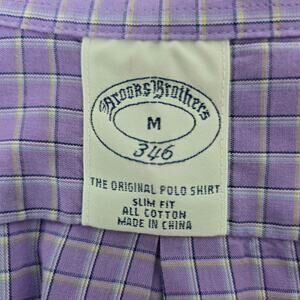 Brooks Brothers
M
346
THE ORIGINAL POLO SHIRT
SLIM FIT
ALL COTTON
MADE IN CHINA